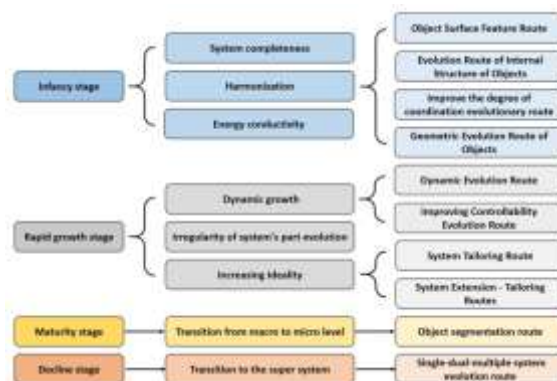 Object Surface Feature Route
System completeness
Evolution Route of Internal
Structure of Objects
Infancy stage
Harmonisation
Improve the degree of
coordination evolutionary route
Energy conductivity
Geometric Evolution Route of
Objects
Dynamic Evolution Route
Dynamic growth
Improving Controllability
Evolution Route
Rapid growth stage
Irregularity of system's part-evolution
System Tailoring Route
Increasing Ideality
System Extension - Tailoring
Routes
Maturity stage
Transition from macro to micro level
Object segmentation route
Decline stage
Transition to the super system
Single-dual-multiple system
evolution route